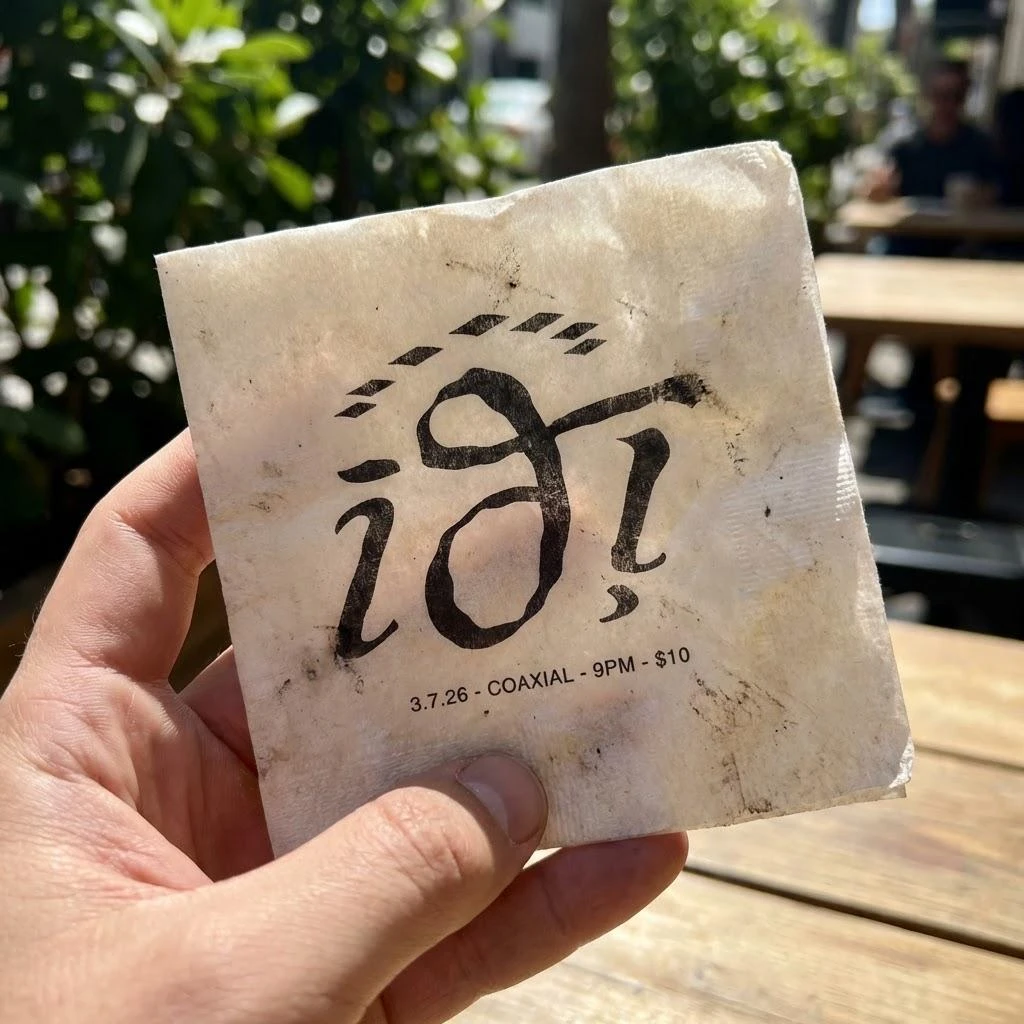 3.7.26 - COAXIAL - 9PM - $10